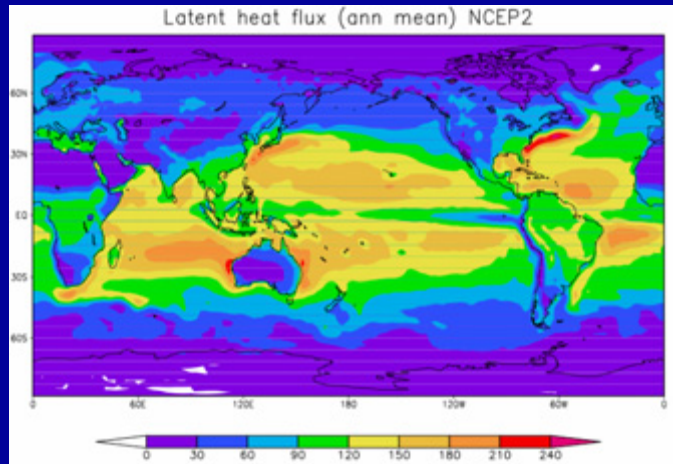 Latent heat flux (ann mean) NCEP2
60N
30N
EQ
30S
60S
0 60E 120E 180 120W 60W 0
0 30 60 90 120 150 180 210 240